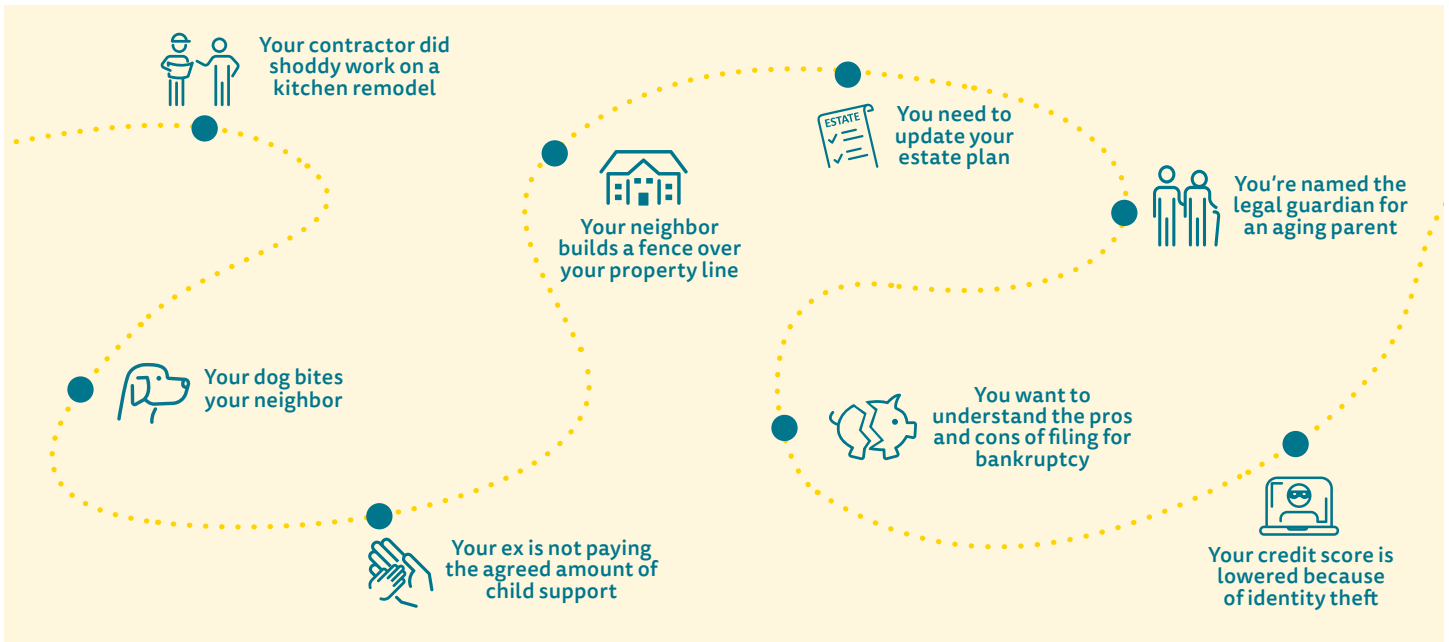 Your contractor did
shoddy work on a
kitchen remodel
Your dog bites
your neighbor
Your ex is not paying
the agreed amount of
child support
Your neighbor
builds a fence over
your property line
ESTATE
You need to
update your
estate plan
You're named the
legal guardian for
an aging parent
You want to
understand the pros
and cons of filing for
bankruptcy
Your credit score is
lowered because
of identity theft